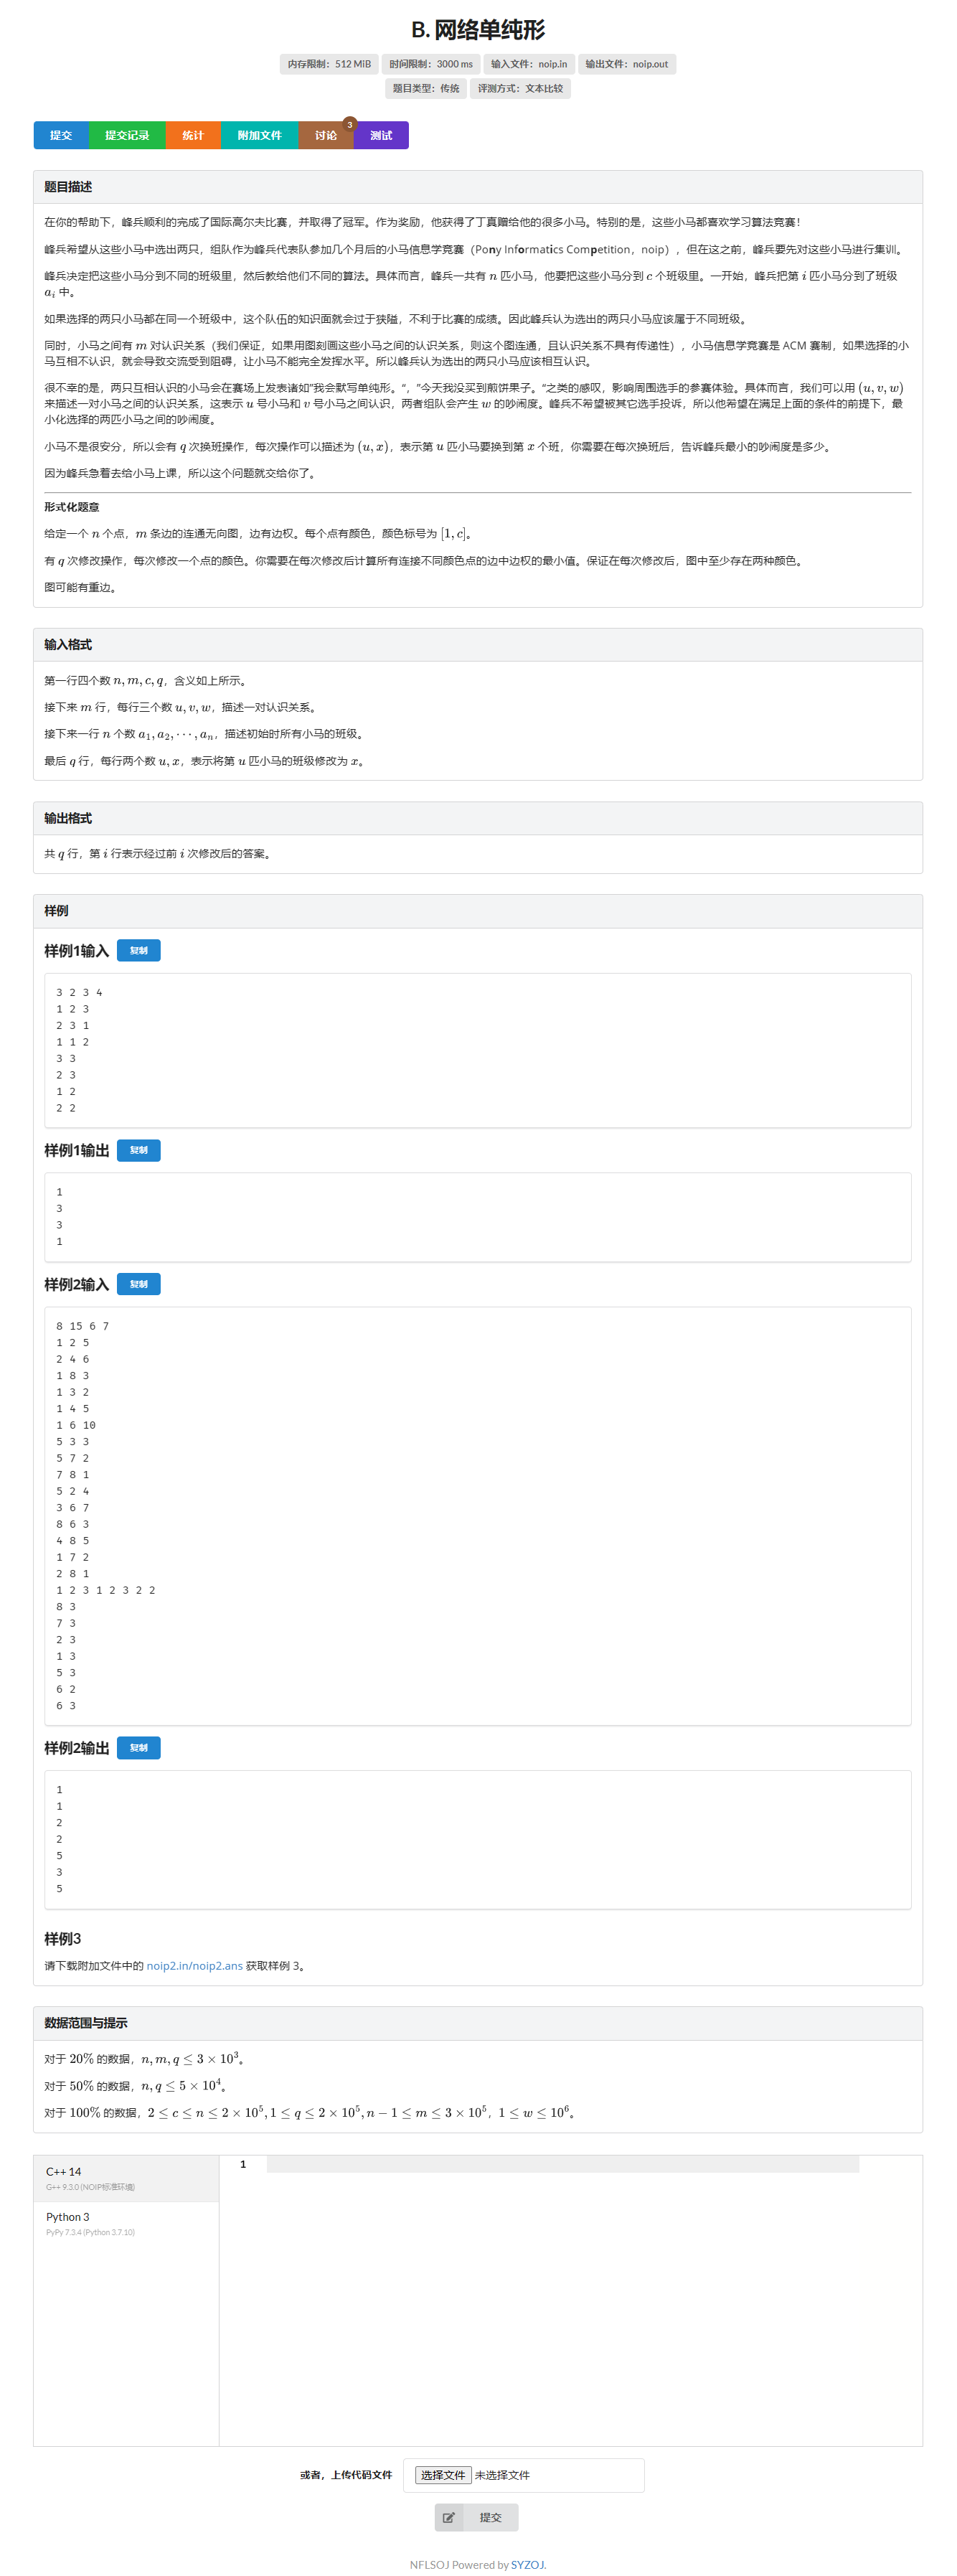 B. 网络单纯形
内存限制：512 MiB
时间限制：3000 ms
输入文件：noip.in
输出文件：noip.out
题目类型：传统
评测方式：文本比较
提交
提交记录
统计
附加文件
讨论
3
测试
题目描述
在你的帮助下，峰兵顺利的完成了国际高尔夫比赛，并取得了冠军。作为奖励，他获得了丁真赠给他的很多小马。特别的是，这些小马都喜欢学习算法竞赛！
峰兵希望从这些小马中选出两只，组队作为峰兵代表队参加几个月后的小马信息学竞赛（Pony Informatics Competition，noip），但在这之前，峰兵要先对这些小马进行集训。
峰兵决定把这些小马分到不同的班级里，然后教给他们不同的算法。具体而言，峰兵一共有 n 匹小马，他要把这些小马分到 c 个班级里。一开始，峰兵把第 i 匹小马分到了班级
a_i 中。
如果选择的两只小马都在同一个班级中，这个队伍的知识面就会过于狭隘，不利于比赛的成绩。因此峰兵认为选出的两只小马应该属于不同班级。
同时，小马之间有 m 对认识关系（我们保证，如果用图刻画这些小马之间的认识关系，则这个图连通，且认识关系不具有传递性），小马信息学竞赛是 ACM 赛制，如果选择的小
马互相不认识，就会导致交流受到阻碍，让小马不能完全发挥水平。所以峰兵认为选出的两只小马应该相互认识。
很不幸的是，两只互相认识的小马会在赛场上发表诸如”我会默写单纯形。“，”今天我没买到煎饼果子。“之类的感叹，影响周围选手的参赛体验。具体而言，我们可以用 (u, v, w)
来描述一对小马之间的认识关系，这表示 u 号小马和 v 号小马之间认识，两者组队会产生 w 的吵闹度。峰兵不希望被其它选手投诉，所以他希望在满足上面的条件的前提下，最
小化选择的两匹小马之间的吵闹度。
小马不是很安分，所以会有 q 次换班操作，每次操作可以描述为 (u, x)，表示第 u 匹小马要换到第 x 个班，你需要在每次换班后，告诉峰兵最小的吵闹度是多少。
因为峰兵急着去给小马上课，所以这个问题就交给你了。
形式化题意
给定一个 n 个点，m 条边的连通无向图，边有边权。每个点有颜色，颜色标号为 [1, c]。
有 q 次修改操作，每次修改一个点的颜色。你需要在每次修改后计算所有连接不同颜色点的边中边权的最小值。保证在每次修改后，图中至少存在两种颜色。
图可能有重边。
输入格式
第一行四个数 n, m, c, q，含义如上所示。
接下来 m 行，每行三个数 u, v, w，描述一对认识关系。
接下来一行 n 个数 a_1, a_2, ⋯, a_n，描述初始时所有小马的班级。
最后 q 行，每行两个数 u, x，表示将第 u 匹小马的班级修改为 x。
输出格式
共 q 行，第 i 行表示经过前 i 次修改后的答案。
样例
样例1输入
复制
3 2 3 4
1 2 3
2 3 1
1 1 2
3 3
2 3
1 2
2 2
样例1输出
复制
1
3
3
1
样例2输入
复制
8 15 6 7
1 2 5
2 4 6
1 8 3
1 3 2
1 4 5
1 6 10
5 3 3
5 7 2
7 8 1
5 2 4
3 6 7
8 6 3
4 8 5
1 7 2
2 8 1
1 2 3 1 2 3 2 2
8 3
7 3
2 3
1 3
5 3
6 2
6 3
样例2输出
复制
1
1
2
2
5
3
5
样例3
请下载附加文件中的 noip2.in/noip2.ans 获取样例 3。
数据范围与提示
对于 20% 的数据，n, m, q ≤ 3 × 10^3。
对于 50% 的数据，n, q ≤ 5 × 10^4。
对于 100% 的数据，2 ≤ c ≤ n ≤ 2 × 10^5, 1 ≤ q ≤ 2 × 10^5, n − 1 ≤ m ≤ 3 × 10^5，1 ≤ w ≤ 10^6。
C++ 14
G++ 9.3.0 (NOIP标准环境)
Python 3
PyPy 7.3.4 (Python 3.7.10)
1
或者，上传代码文件
选择文件 未选择文件
提交
NFLSOJ Powered by SYZOJ.